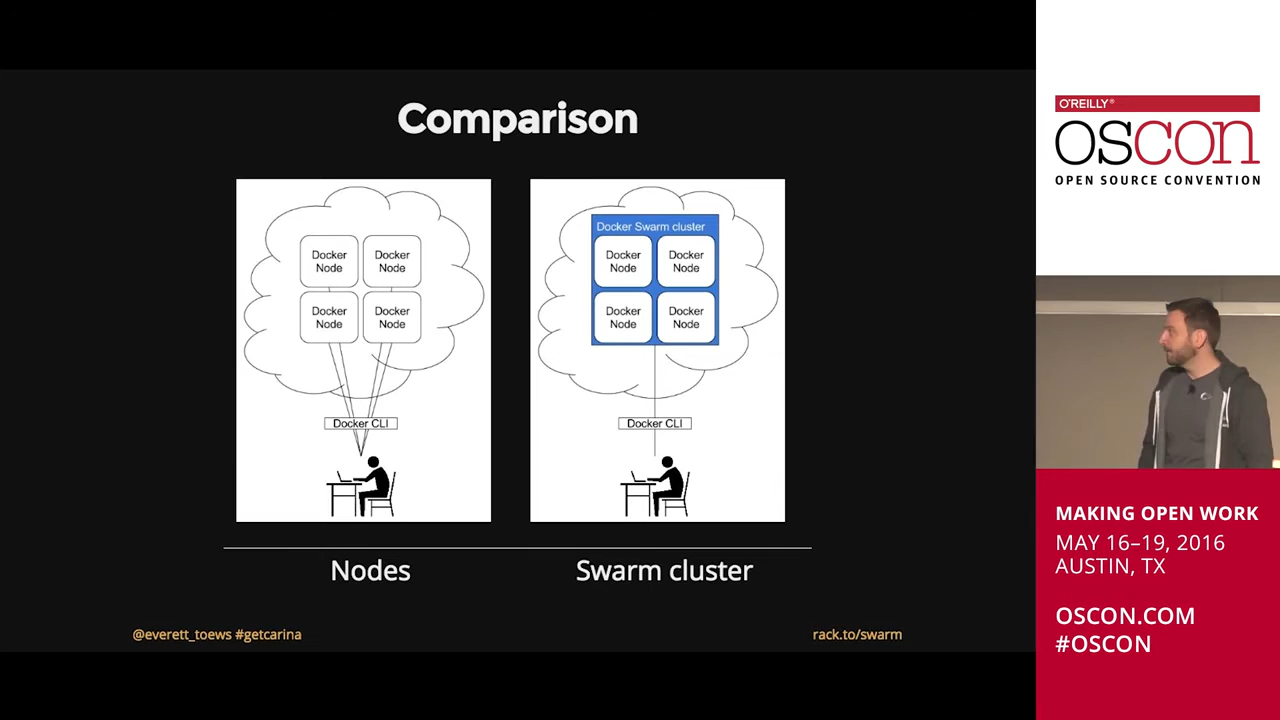 Comparison
Docker
Node
Docker
Node
Docker
Node
Docker
Node
Docker CLI
Nodes
Docker Swarm cluster
Docker
Node
Docker
Node
Docker
Node
Docker
Node
Docker CLI
Swarm cluster
@everett_toews #getcarina
rack.to/swarm
O'REILLY®
OSCON
OPEN SOURCE CONVENTION
MAKING OPEN WORK
MAY 16–19, 2016
AUSTIN, TX
OSCON.COM
#OSCON